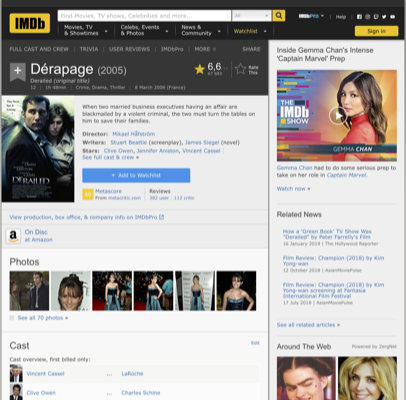 IMDb
Find Movies, TV shows, Celebrities and more...
All
IMDbPro
Help
Movies, TV
& Showtimes
Celebs, Events
& Photos
News &
Community
Watchlist
Sign in
FULL CAST AND CREW | TRIVIA | USER REVIEWS | IMDbPro | MORE
SHARE
Dérapage (2005)
Derailed (original title)
12 | 1h 48min | Crime, Drama, Thriller | 8 March 2006 (France)
6,6
Rate
This
DERAILED
When two married business executives having an affair are
blackmailed by a violent criminal, the two must turn the tables on
him to save their families.
Director: Mikael Håfström
Writers: Stuart Beattie (screenplay), James Siegel (novel)
Stars: Clive Owen, Jennifer Aniston, Vincent Cassel |
See full cast & crew »
+ Add to Watchlist
Metascore
From metacritic.com
Reviews
382 user | 112 critic
View production, box office, & company info on IMDbPro
On Disc
at Amazon
Photos
See all 70 photos »
Cast
Edit
Cast overview, first billed only:
Vincent Cassel ... LaRoche
Clive Owen ... Charles Schine
Inside Gemma Chan's Intense
'Captain Marvel' Prep
THE
IMDb
SHOW
GEMMA CHAN
Gemma Chan had to do some serious prep to
take on her role in Captain Marvel.
Watch now »
Related News
How a 'Green Book' TV Show Was
"Derailed" by Peter Farrelly's Film
16 January 2019 | The Hollywood Reporter
Film Review: Champion (2018) by Kim
Yong-wan
12 October 2018 | AsianMoviePulse
Film Review: Champion (2018) by Kim
Yong-wan screening at Fantasia
International Film Festival
17 July 2018 | AsianMoviePulse
See all related articles »
Around The Web
Powered by ZergNet